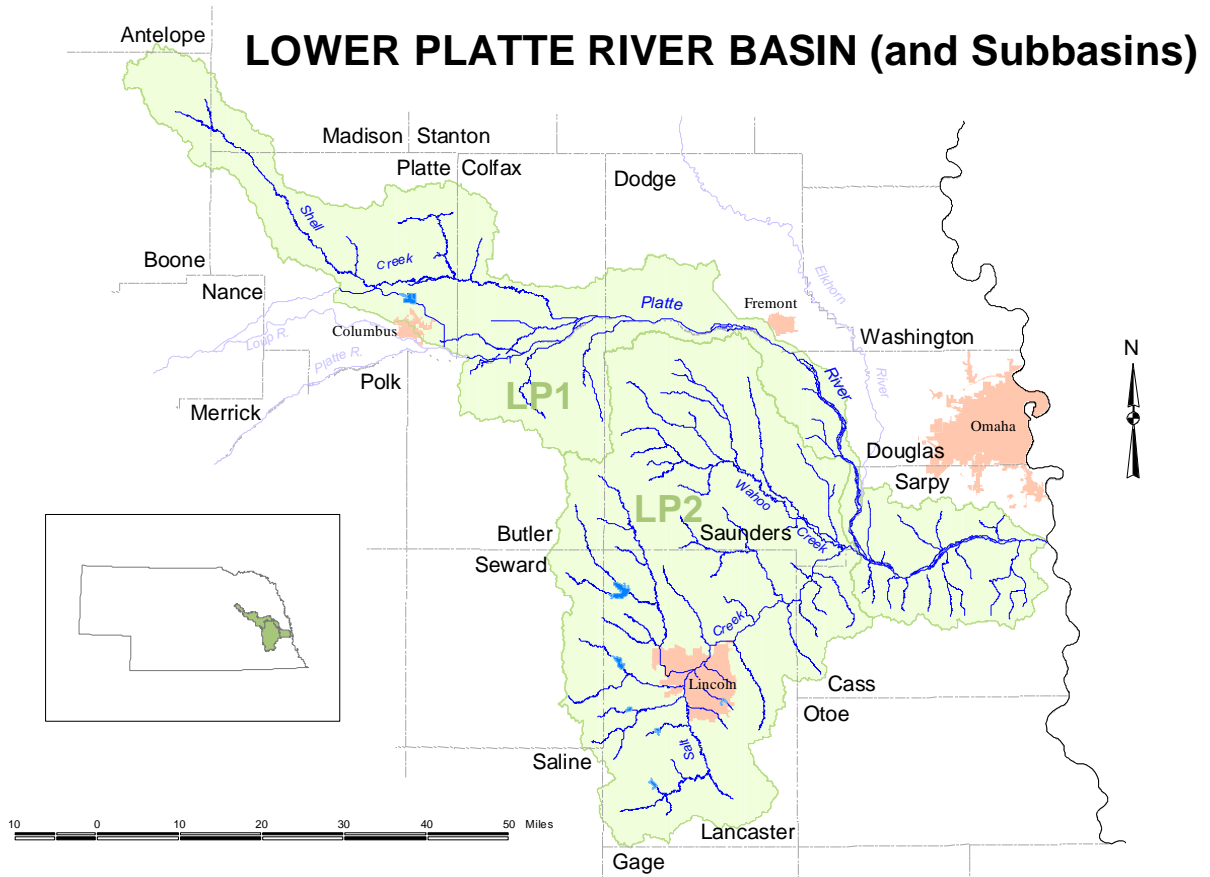 LOWER PLATTE RIVER BASIN (and Subbasins)
Antelope
Madison
Stanton
Platte
Colfax
Dodge
Shell
Creek
Boone
Nance
Elkhorn
River
Platte
River
Fremont
Washington
Columbus
Loup R.
Platte R.
Polk
Merrick
LP1
N
Omaha
Douglas
Sarpy
LP2
Wahoo
Creek
Butler
Saunders
Seward
Creek
Lincoln
Cass
Otoe
Salt
Saline
Lancaster
Gage
10 0 10 20 30 40 50 Miles